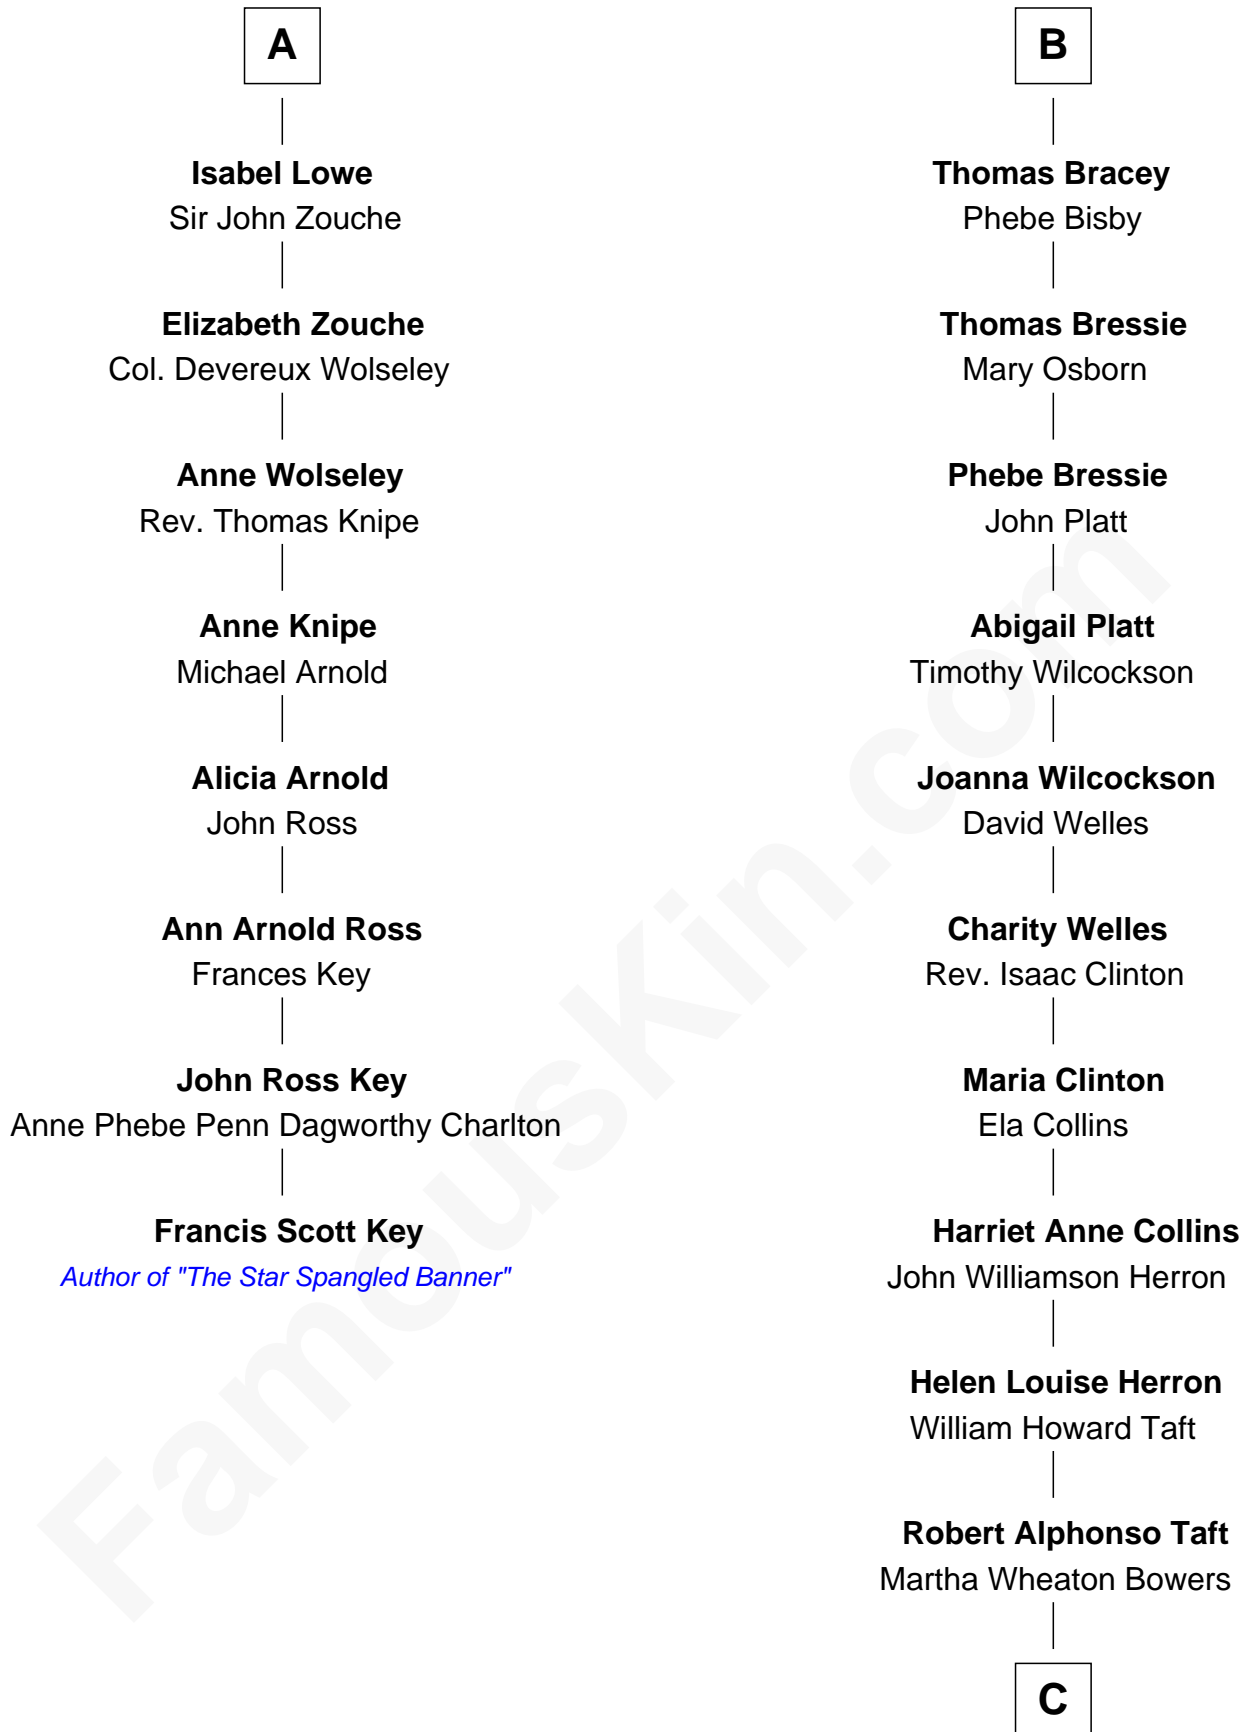 A
Isabel Lowe
Sir John Zouche
Elizabeth Zouche
Col. Devereux Wolseley
Anne Wolseley
Rev. Thomas Knipe
Anne Knipe
Michael Arnold
Alicia Arnold
John Ross
Ann Arnold Ross
Frances Key
John Ross Key
Anne Phebe Penn Dagworthy Charlton
Francis Scott Key
Author of "The Star Spangled Banner"
B
Thomas Bracey
Phebe Bisby
Thomas Bressie
Mary Osborn
Phebe Bressie
John Platt
Abigail Platt
Timothy Wilcockson
Joanna Wilcockson
David Welles
Charity Welles
Rev. Isaac Clinton
Maria Clinton
Ela Collins
Harriet Anne Collins
John Williamson Herron
Helen Louise Herron
William Howard Taft
Robert Alphonso Taft
Martha Wheaton Bowers
C
FamousKin.com